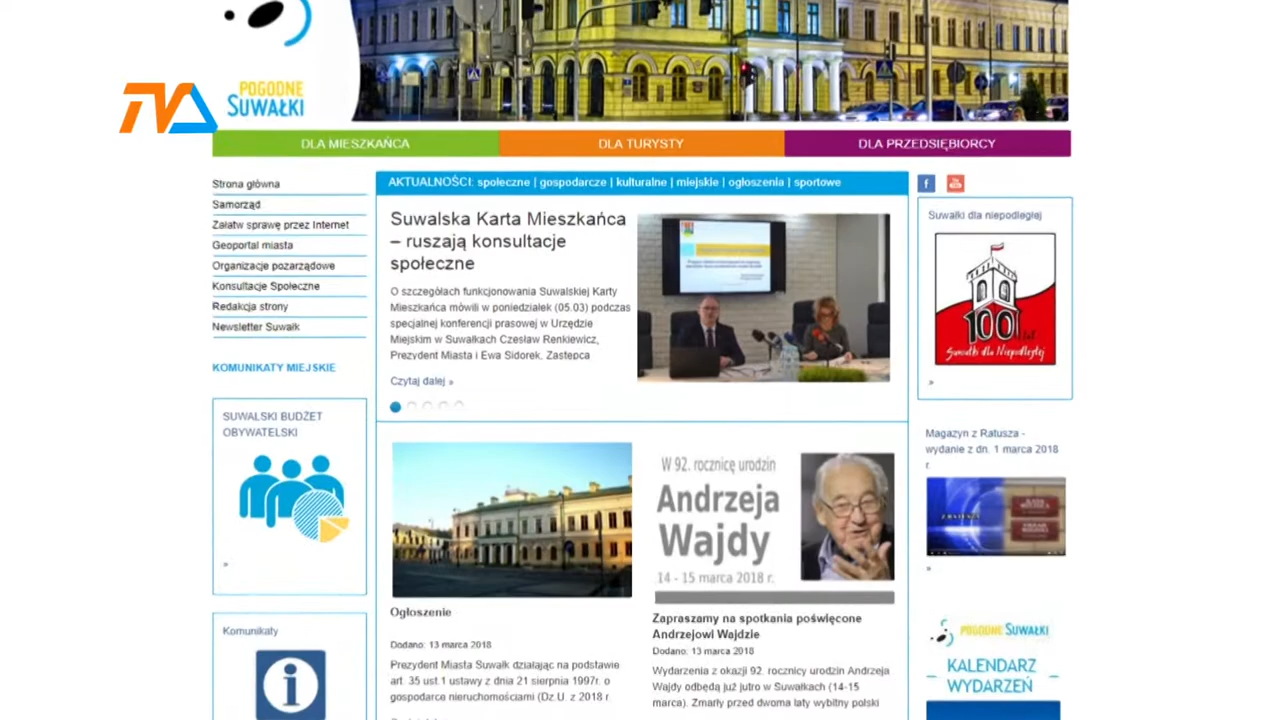 POGODNE
SUWAŁKI
TVA
DLA MIESZKAŃCA
DLA TURYSTY
DLA PRZEDSIĘBIORCY
Strona główna
Samorząd
Załatw sprawę przez Internet
Geoportal miasta
Organizacje pozarządowe
Konsultacje Społeczne
Redakcja strony
Newsletter Suwałk
KOMUNIKATY MIEJSKIE
SUWALSKI BUDŻET
OBYWATELSKI
»
Komunikaty
AKTUALNOŚCI: społeczne | gospodarcze | kulturalne | miejskie | ogłoszenia | sportowe
Suwalska Karta Mieszkańca
– ruszają konsultacje
społeczne
O szczegółach funkcjonowania Suwalskiej Karty
Mieszkańca mówili w poniedziałek (05.03) podczas
specjalnej konferencji prasowej w Urzędzie
Miejskim w Suwałkach Czesław Renkiewicz,
Prezydent Miasta i Ewa Sidorek, Zastępca
Czytaj dalej »
Ogłoszenie
Dodano: 13 marca 2018
Prezydent Miasta Suwałk działając na podstawie
art. 35 ust.1 ustawy z dnia 21 sierpnia 1997r. o
gospodarce nieruchomościami (Dz.U. z 2018 r.
W 92. rocznicę urodzin
Andrzeja
Wajdy
14 - 15 marca 2018 r.
Zapraszamy na spotkania poświęcone
Andrzejowi Wajdzie
Dodano: 13 marca 2018
Wydarzenia z okazji 92. rocznicy urodzin Andrzeja
Wajdy odbędą już jutro w Suwałkach (14-15
marca). Zmarły przed dwoma laty wybitny polski
f
You
Suwałki dla niepodległej
100 lat
Suwałki dla Niepodległej
»
Magazyn z Ratusza -
wydanie z dn. 1 marca 2018
r.
Z RATUSZA
»
POGODNE SUWAŁKI
KALENDARZ
WYDARZEŃ